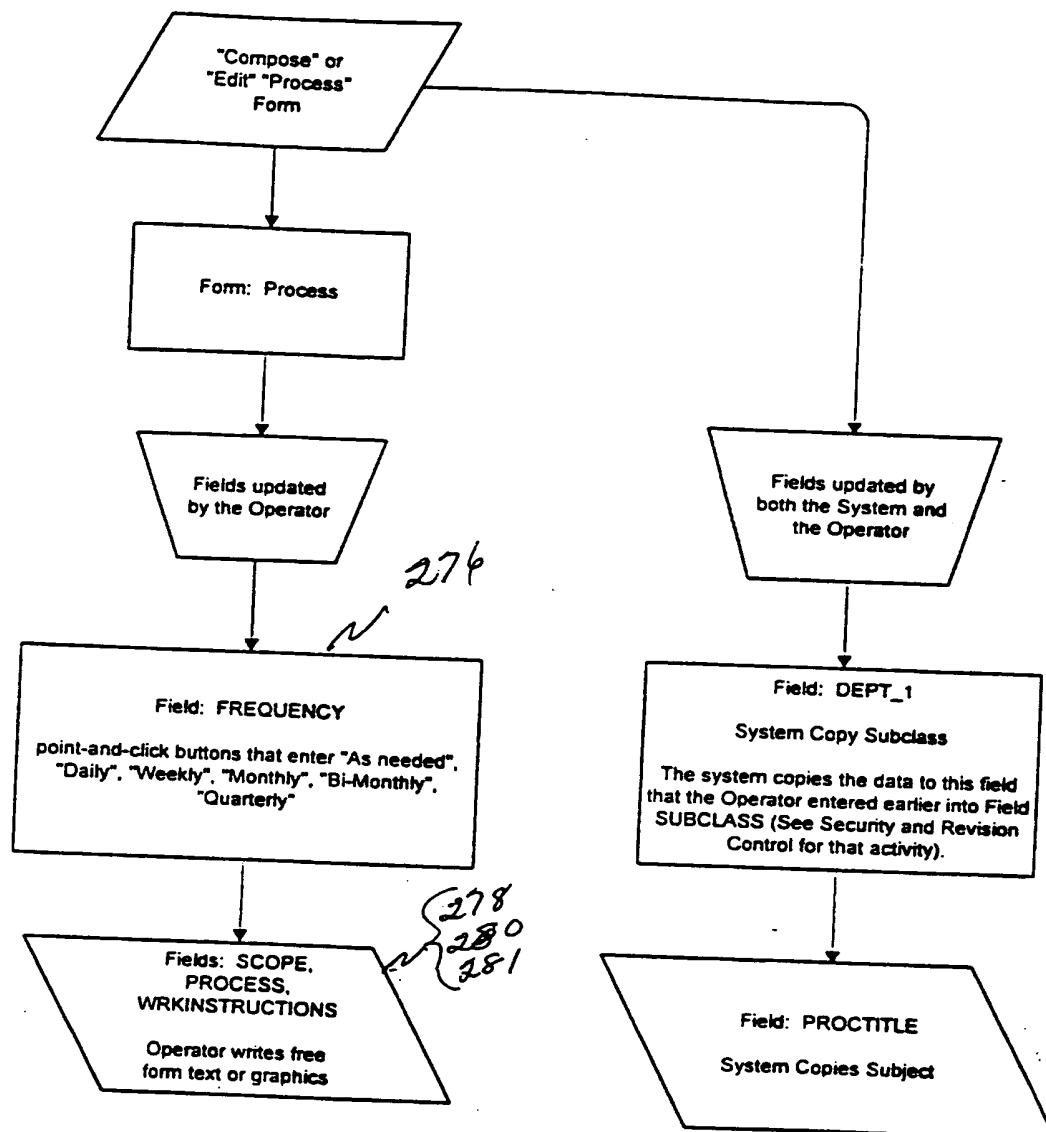 "Compose" or
"Edit" "Process"
Form
Form: Process
Fields updated
by the Operator
Fields updated by
both the System and
the Operator
276
Field: FREQUENCY
point-and-click buttons that enter "As needed",
"Daily", "Weekly", "Monthly", "Bi-Monthly",
"Quarterly"
Field: DEPT_1
System Copy Subclass
The system copies the data to this field
that the Operator entered earlier into Field
SUBCLASS (See Security and Revision
Control for that activity).
278
280
281
Fields: SCOPE,
PROCESS,
WRKINSTRUCTIONS
Operator writes free
form text or graphics
Field: PROCTITLE
System Copies Subject